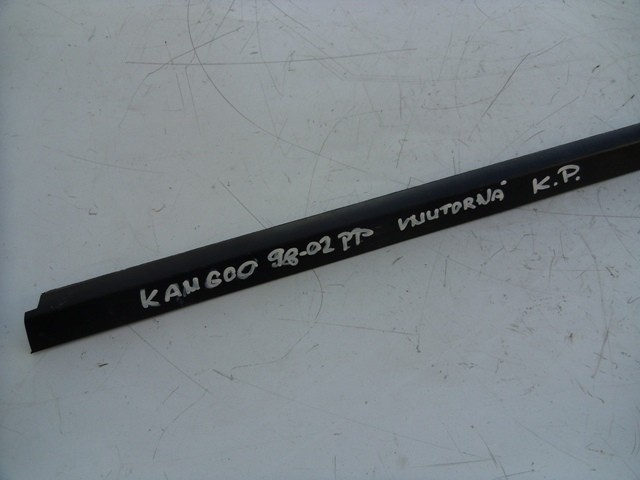 KANGOO 98-02 PP VNUTORNÁ K.P.